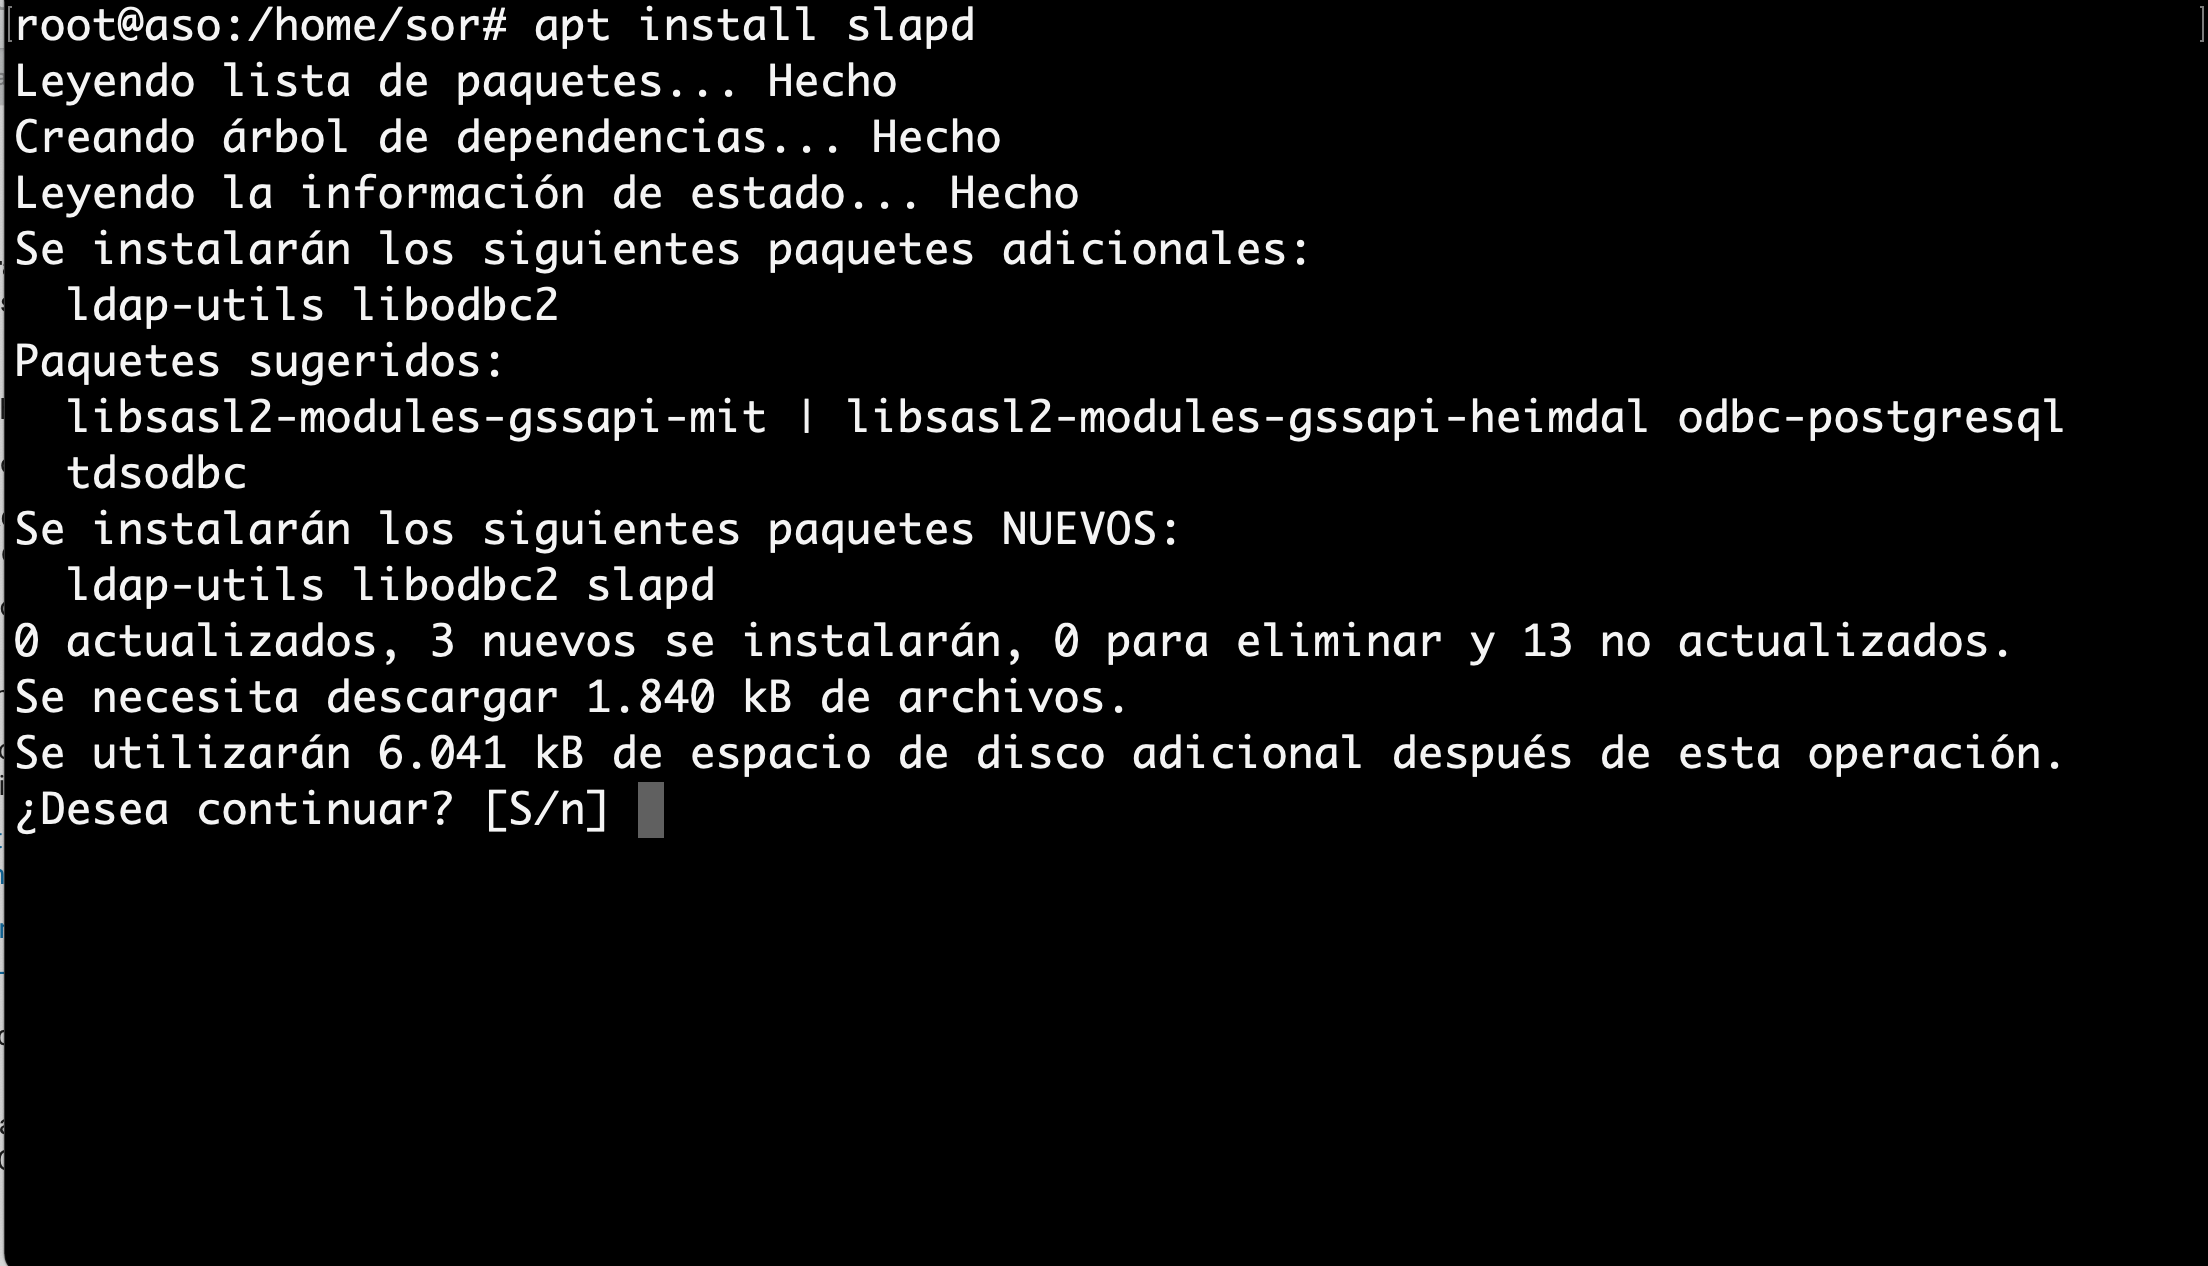 [root@aso:/home/sor# apt install slapd ]
Leyendo lista de paquetes... Hecho
Creando árbol de dependencias... Hecho
Leyendo la información de estado... Hecho
Se instalarán los siguientes paquetes adicionales:
  ldap-utils libodbc2
Paquetes sugeridos:
  libsasl2-modules-gssapi-mit | libsasl2-modules-gssapi-heimdal odbc-postgresql
  tdsodbc
Se instalarán los siguientes paquetes NUEVOS:
  ldap-utils libodbc2 slapd
0 actualizados, 3 nuevos se instalarán, 0 para eliminar y 13 no actualizados.
Se necesita descargar 1.840 kB de archivos.
Se utilizarán 6.041 kB de espacio de disco adicional después de esta operación.
¿Desea continuar? [S/n]